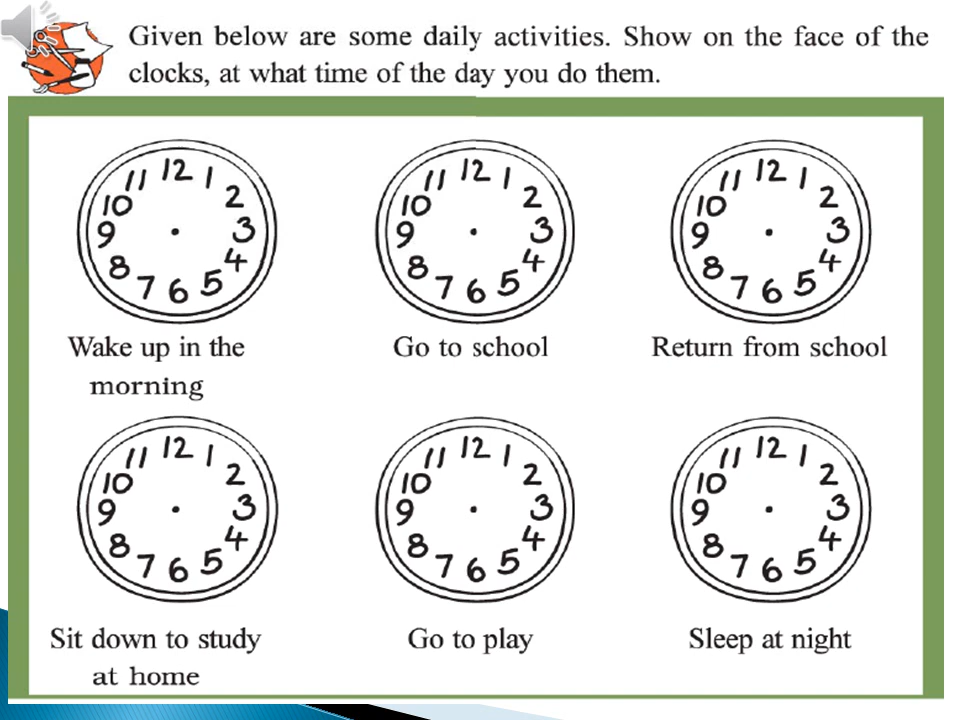 Given below are some daily activities. Show on the face of the
clocks, at what time of the day you do them.
12 1 2 3 4 5 6 7 8 9 10 11
Wake up in the
morning
12 1 2 3 4 5 6 7 8 9 10 11
Go to school
12 1 2 3 4 5 6 7 8 9 10 11
Return from school
12 1 2 3 4 5 6 7 8 9 10 11
Sit down to study
at home
12 1 2 3 4 5 6 7 8 9 10 11
Go to play
12 1 2 3 4 5 6 7 8 9 10 11
Sleep at night